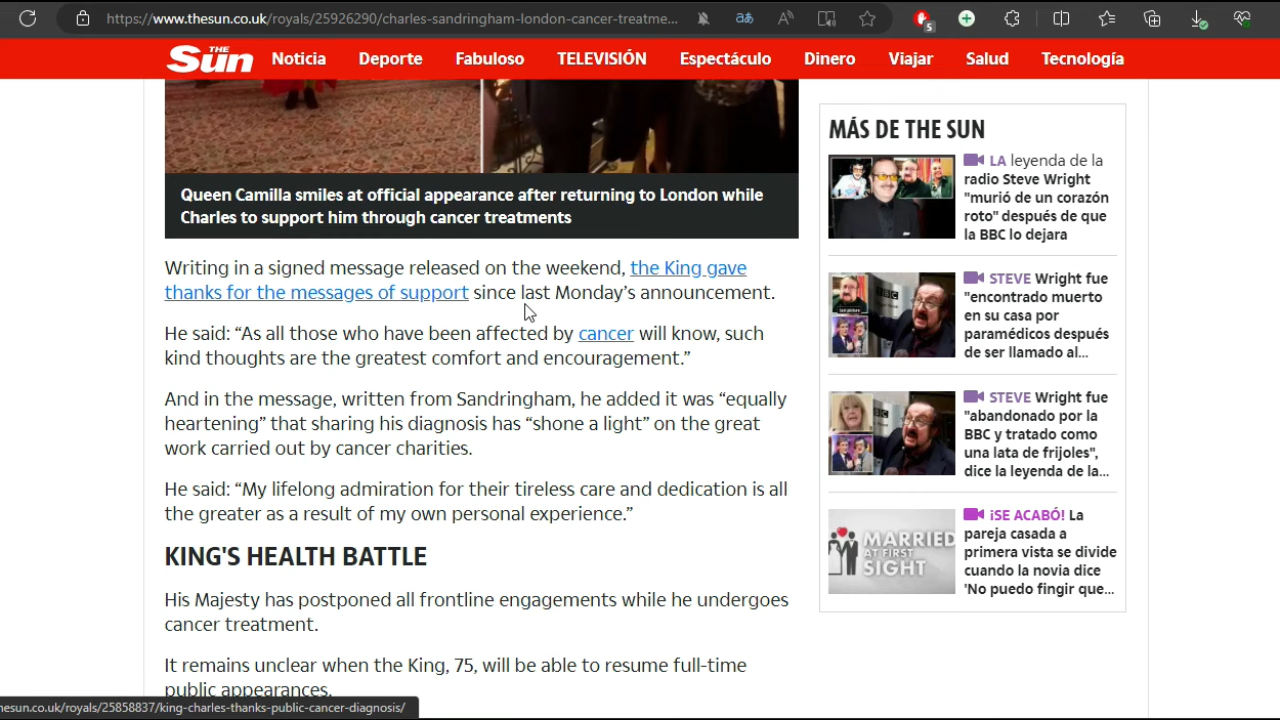 https://www.thesun.co.uk/royals/25926290/charles-sandringham-london-cancer-treatme...
5
THE Sun Noticia Deporte Fabuloso TELEVISIÓN Espectáculo Dinero Viajar Salud Tecnología
Queen Camilla smiles at official appearance after returning to London while
Charles to support him through cancer treatments
Writing in a signed message released on the weekend, the King gave
thanks for the messages of support since last Monday’s announcement.
He said: “As all those who have been affected by cancer will know, such
kind thoughts are the greatest comfort and encouragement.”
And in the message, written from Sandringham, he added it was “equally
heartening” that sharing his diagnosis has “shone a light” on the great
work carried out by cancer charities.
He said: “My lifelong admiration for their tireless care and dedication is all
the greater as a result of my own personal experience.”
KING'S HEALTH BATTLE
His Majesty has postponed all frontline engagements while he undergoes
cancer treatment.
It remains unclear when the King, 75, will be able to resume full-time
public appearances.
hesun.co.uk/royals/25858837/king-charles-thanks-public-cancer-diagnosis/
MÁS DE THE SUN
LA leyenda de la
radio Steve Wright
"murió de un corazón
roto" después de que
la BBC lo dejara
STEVE Wright fue
"encontrado muerto
en su casa por
paramédicos después
de ser llamado al...
BBC
STEVE Wright fue
"abandonado por la
BBC y tratado como
una lata de frijoles",
dice la leyenda de la...
¡SE ACABÓ! La
pareja casada a
primera vista se divide
cuando la novia dice
'No puedo fingir que...
MARRIED
AT FIRST
SIGHT